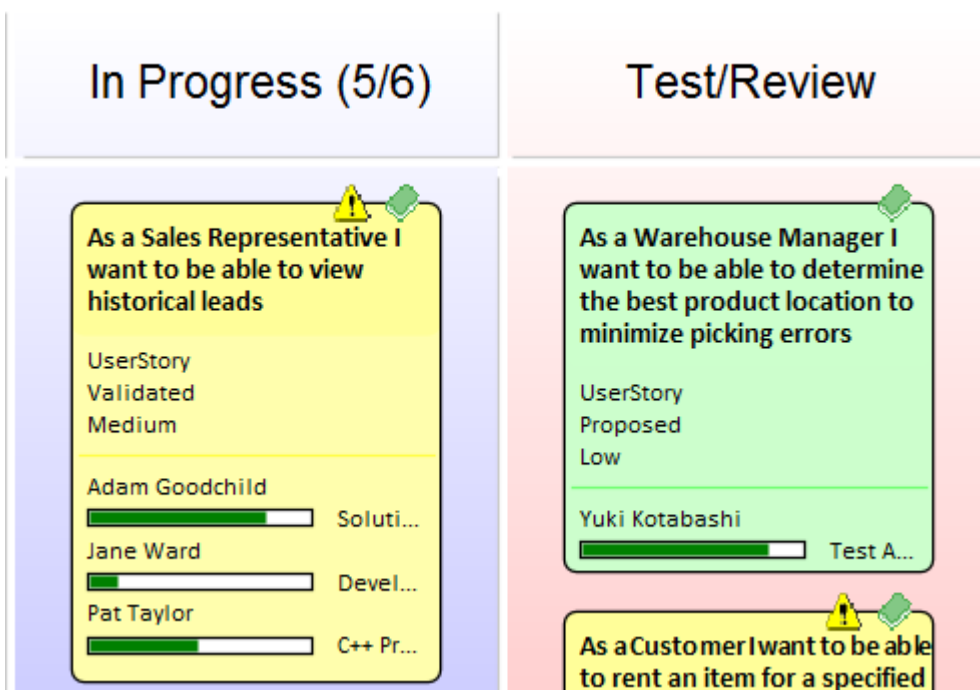 In Progress (5/6)
Test/Review
As a Sales Representative I
want to be able to view
historical leads
UserStory
Validated
Medium
Adam Goodchild
Soluti...
Jane Ward
Devel...
Pat Taylor
C++ Pr...
As a Warehouse Manager I
want to be able to determine
the best product location to
minimize picking errors
UserStory
Proposed
Low
Yuki Kotabashi
Test A...
As a Customer I want to be able
to rent an item for a specified